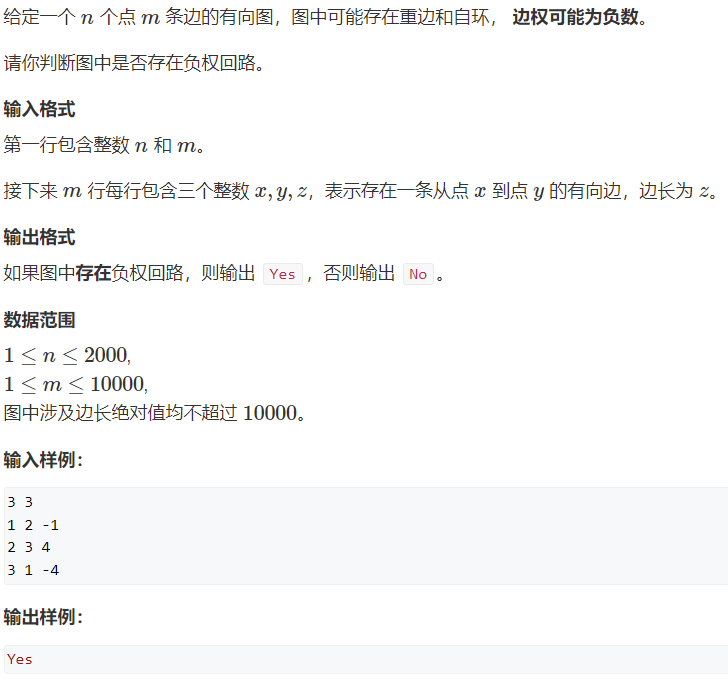 给定一个 n 个点 m 条边的有向图，图中可能存在重边和自环， 边权可能为负数。
请你判断图中是否存在负权回路。
输入格式
第一行包含整数 n 和 m。
接下来 m 行每行包含三个整数 x, y, z，表示存在一条从点 x 到点 y 的有向边，边长为 z。
输出格式
如果图中存在负权回路，则输出 Yes ，否则输出 No 。
数据范围
1 ≤ n ≤ 2000,
1 ≤ m ≤ 10000,
图中涉及边长绝对值均不超过 10000。
输入样例：
3 3
1 2 -1
2 3 4
3 1 -4
输出样例：
Yes